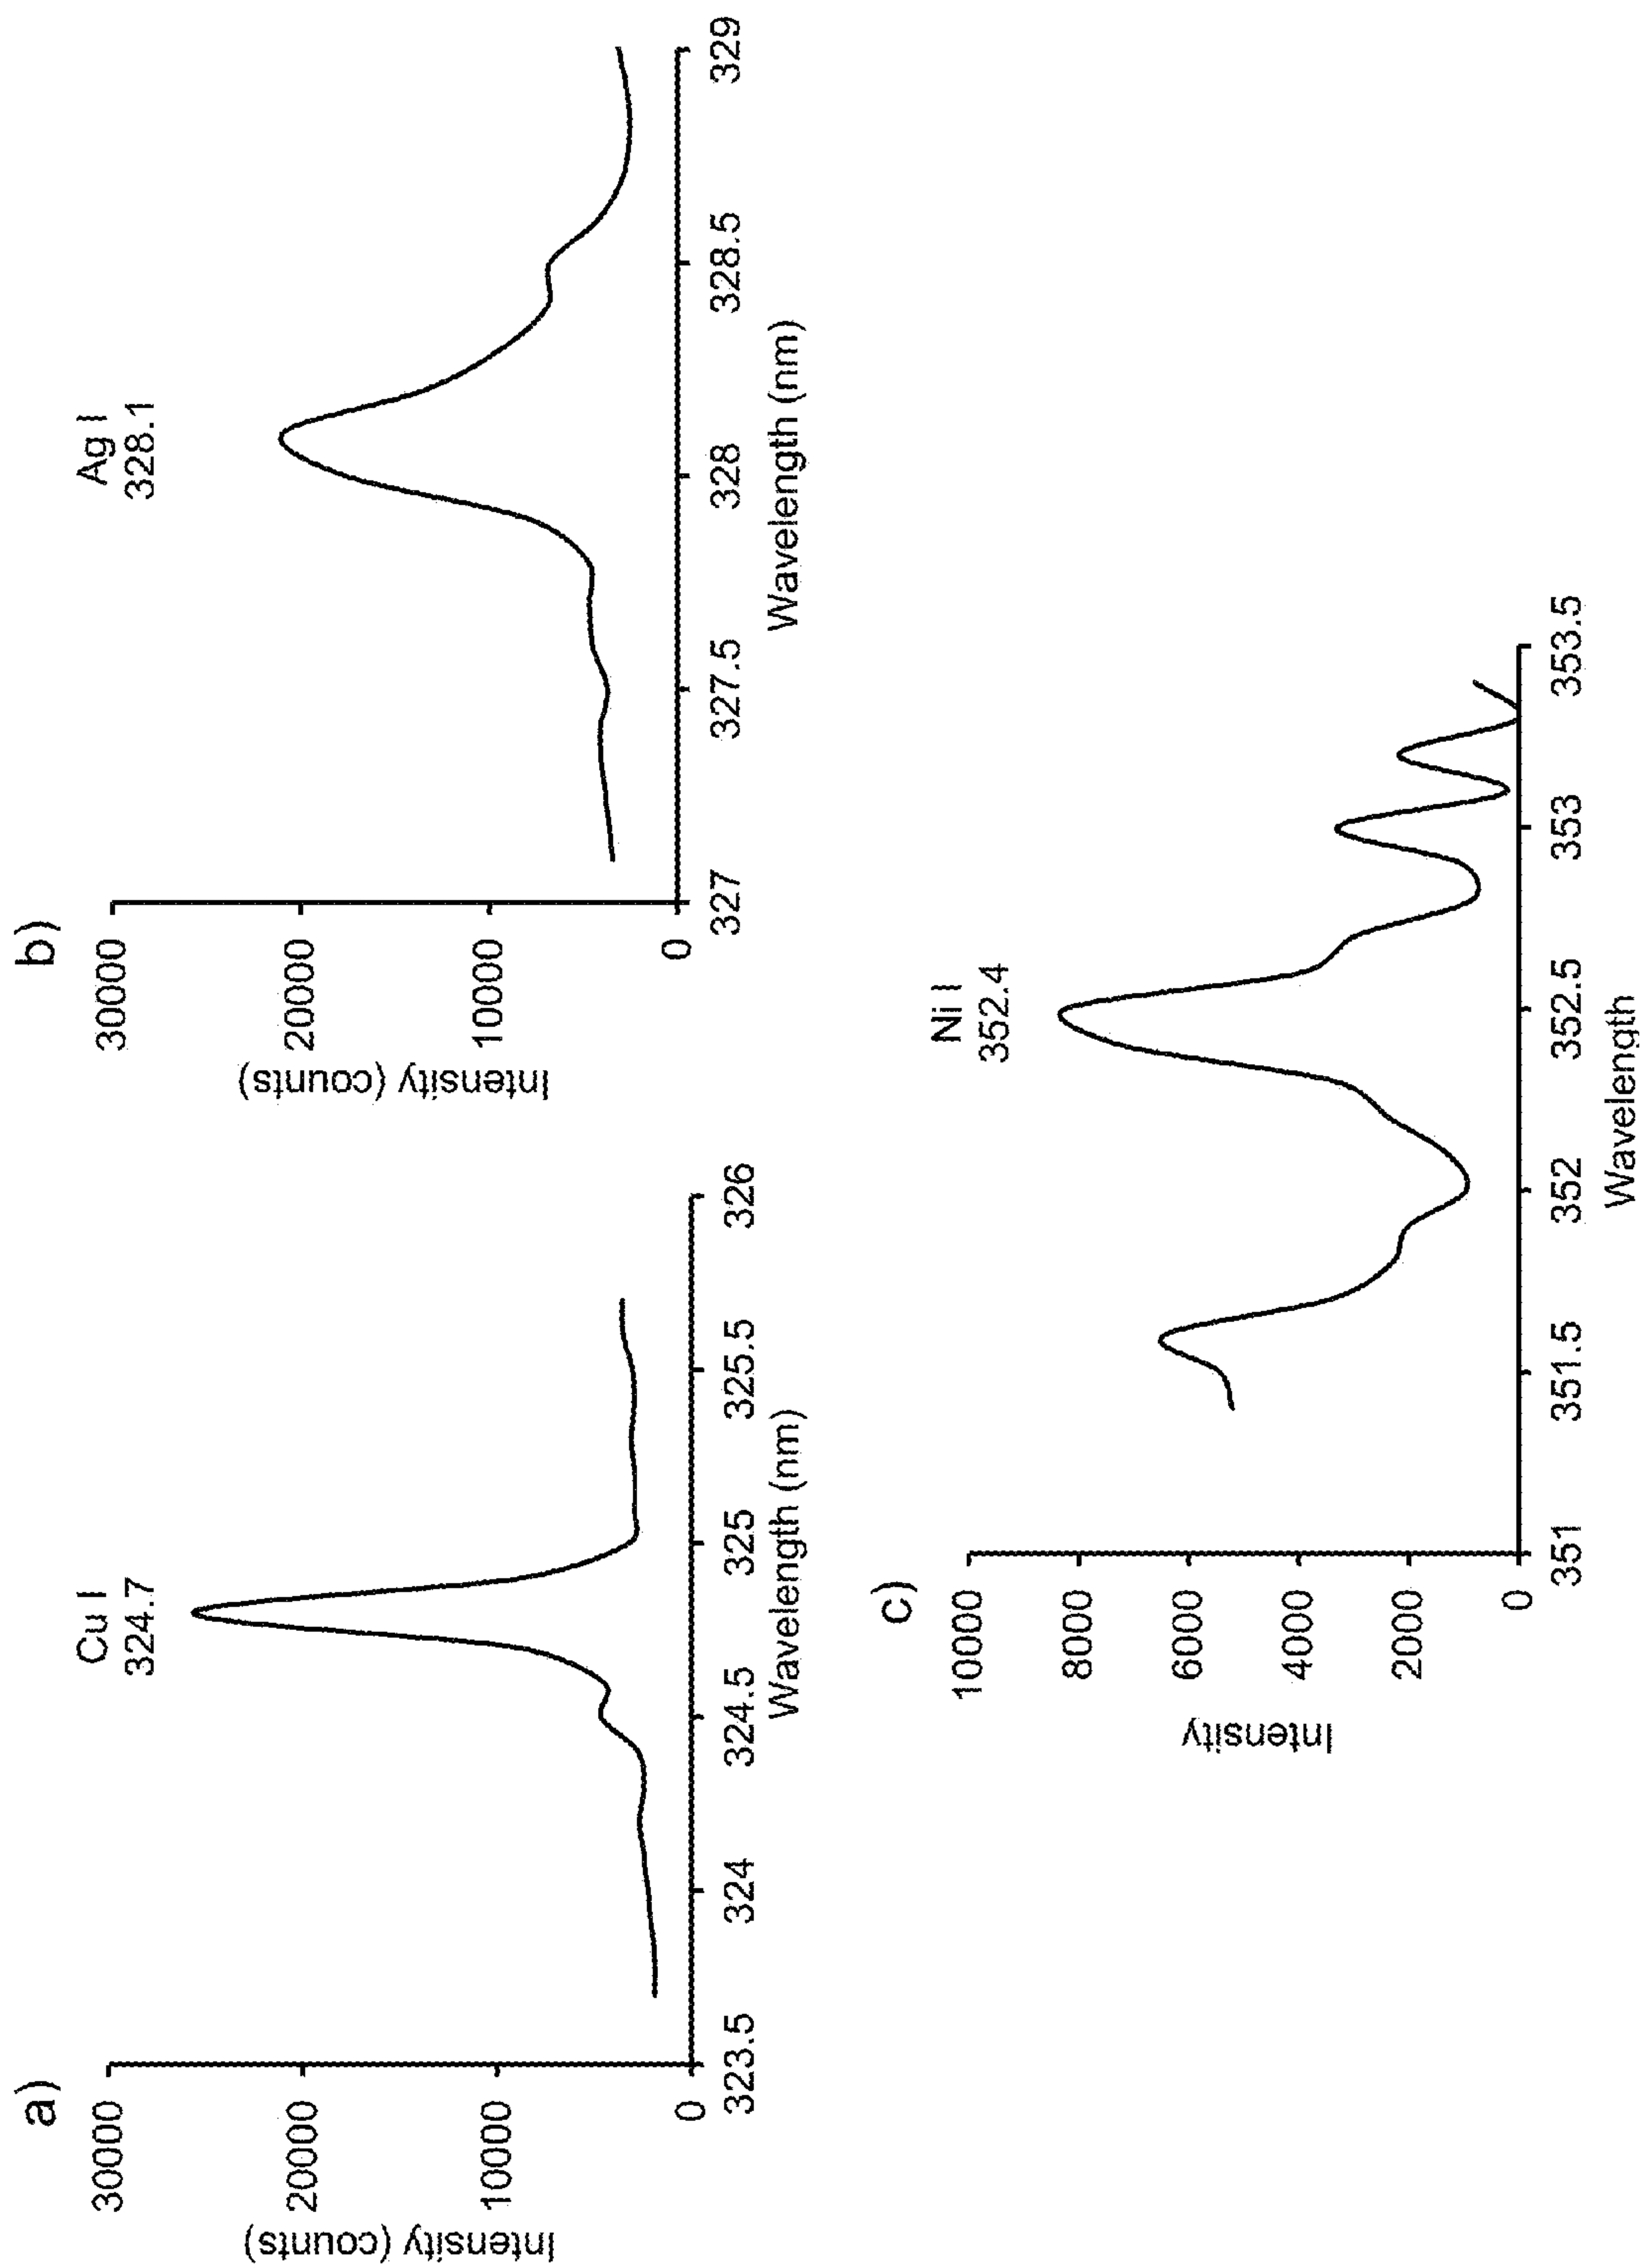 a)
Cu I
324.7
Intensity (counts)
30000
20000
10000
0
323.5 324 324.5 325 325.5 326
Wavelength (nm)
b)
Ag I
328.1
Intensity (counts)
30000
20000
10000
0
327 327.5 328 328.5 329
Wavelength (nm)
c)
Ni I
352.4
Intensity
10000
8000
6000
4000
2000
0
351 351.5 352 352.5 353 353.5
Wavelength